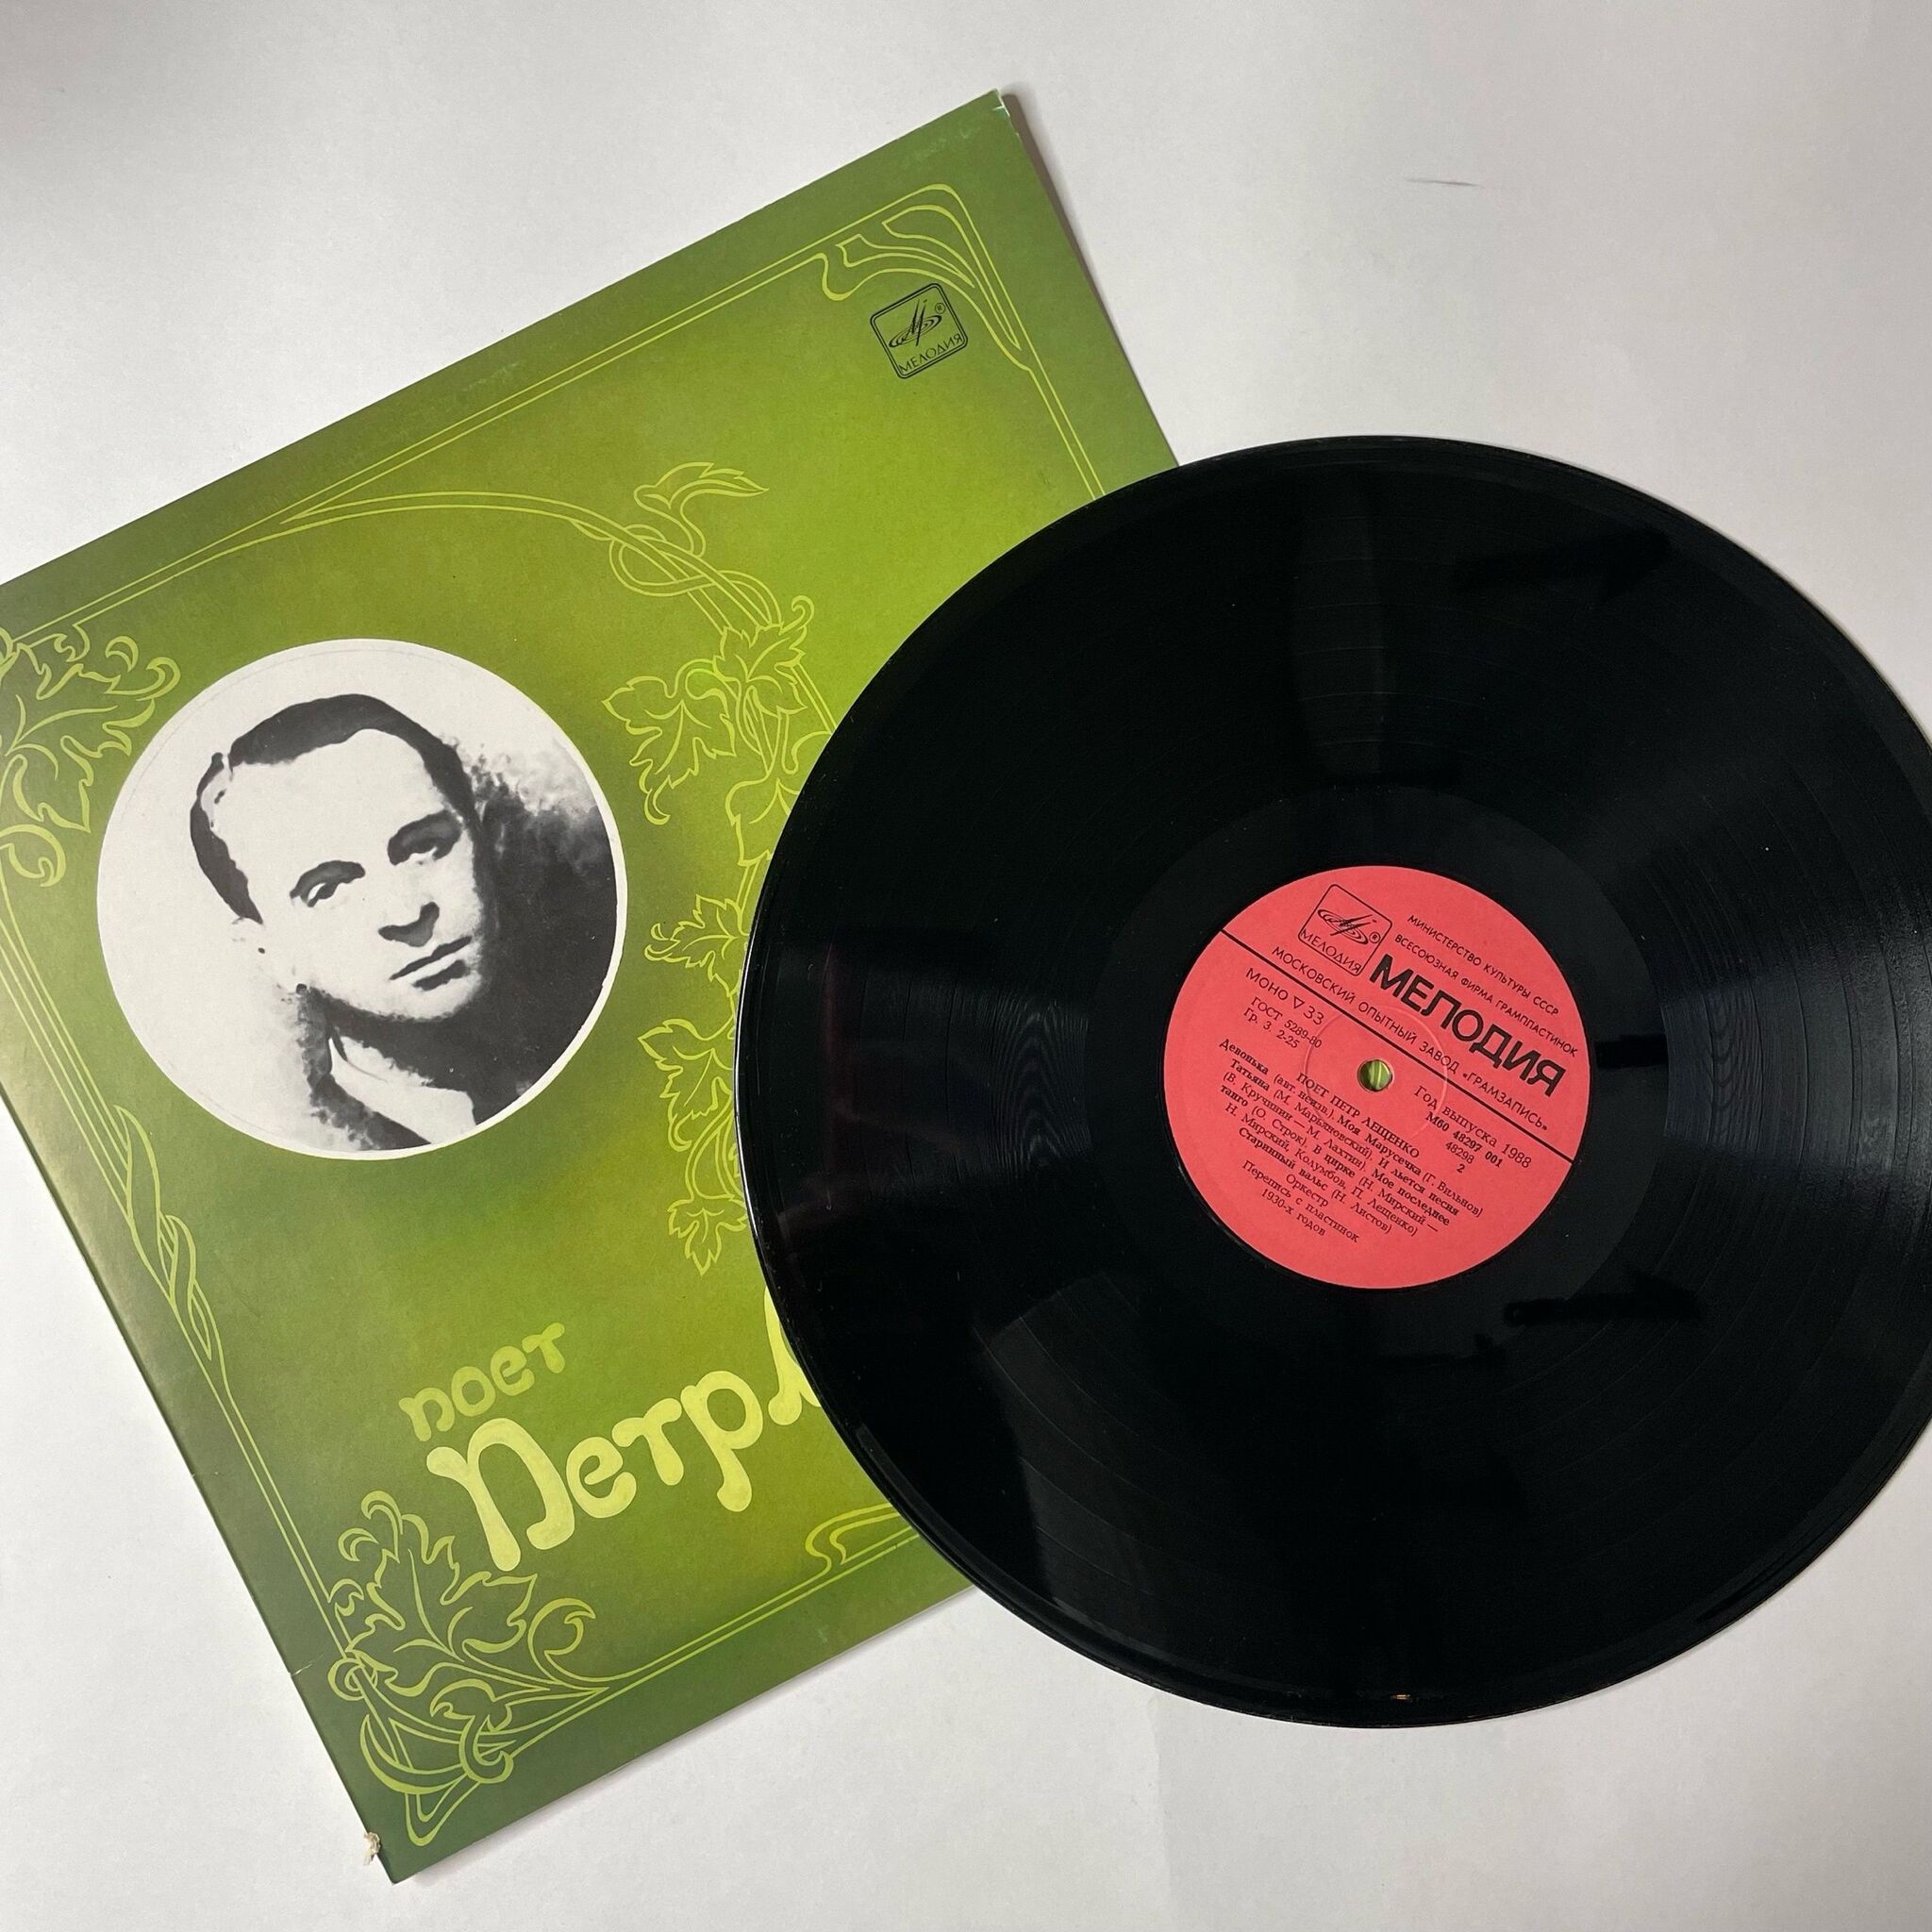 МЕЛОДИЯ
поет
Петр
МЕЛОДИЯ
МИНИСТЕРСТВО КУЛЬТУРЫ СССР
ВСЕСОЮЗНАЯ ФИРМА ГРАМПЛАСТИНОК
МЕЛОДИЯ
МОСКОВСКИЙ ОПЫТНЫЙ ЗАВОД «ГРАМЗАПИСЬ»
МОНО ▽ 33
Год выпуска 1988
ГОСТ 5289-80
М60 48297 001
Гр. 3. 2-25
48298
2
ПОЕТ ПЕТР ЛЕЩЕНКО
Девонька (авт. неизв.), Моя Марусечка (Г. Вильнов)
Татьяна (М. Марьяновский), И льется песня
(В. Кручинин — М. Лахтин), Мое последнее
танго (О. Строк), В цирке (Н. Мирский —
Н. Мирский, Колумбов, П. Лещенко)
Старинный вальс (Н. Листов)
Оркестр
Перепись с пластинок
1930-х годов